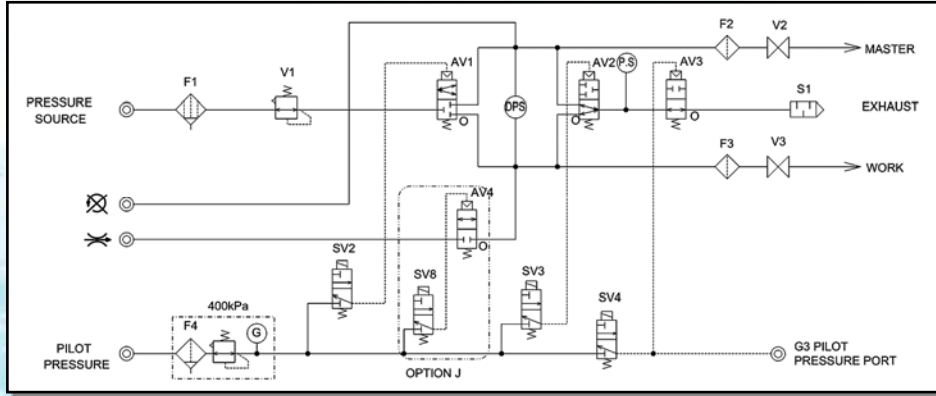 F2
V2
AV1
AV2
P.S
AV3
MASTER
F1
V1
S1
PRESSURE
SOURCE
DPS
EXHAUST
O
O
O
F3
V3
WORK
AV4
O
SV2
SV8
SV3
SV4
400kPa
F4
G
PILOT
PRESSURE
G3 PILOT
PRESSURE PORT
OPTION J